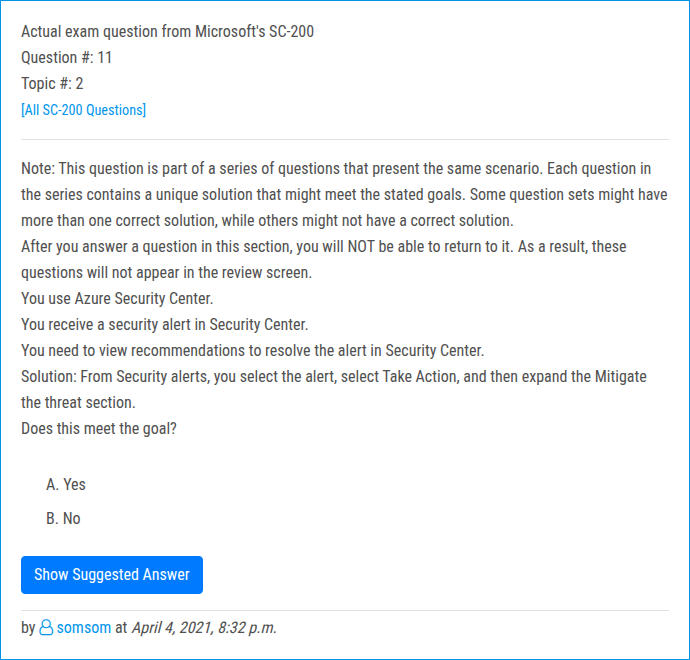 Actual exam question from Microsoft's SC-200
Question #: 11
Topic #: 2
[All SC-200 Questions]
Note: This question is part of a series of questions that present the same scenario. Each question in
the series contains a unique solution that might meet the stated goals. Some question sets might have
more than one correct solution, while others might not have a correct solution.
After you answer a question in this section, you will NOT be able to return to it. As a result, these
questions will not appear in the review screen.
You use Azure Security Center.
You receive a security alert in Security Center.
You need to view recommendations to resolve the alert in Security Center.
Solution: From Security alerts, you select the alert, select Take Action, and then expand the Mitigate
the threat section.
Does this meet the goal?
A. Yes
B. No
Show Suggested Answer
by somsom at April 4, 2021, 8:32 p.m.